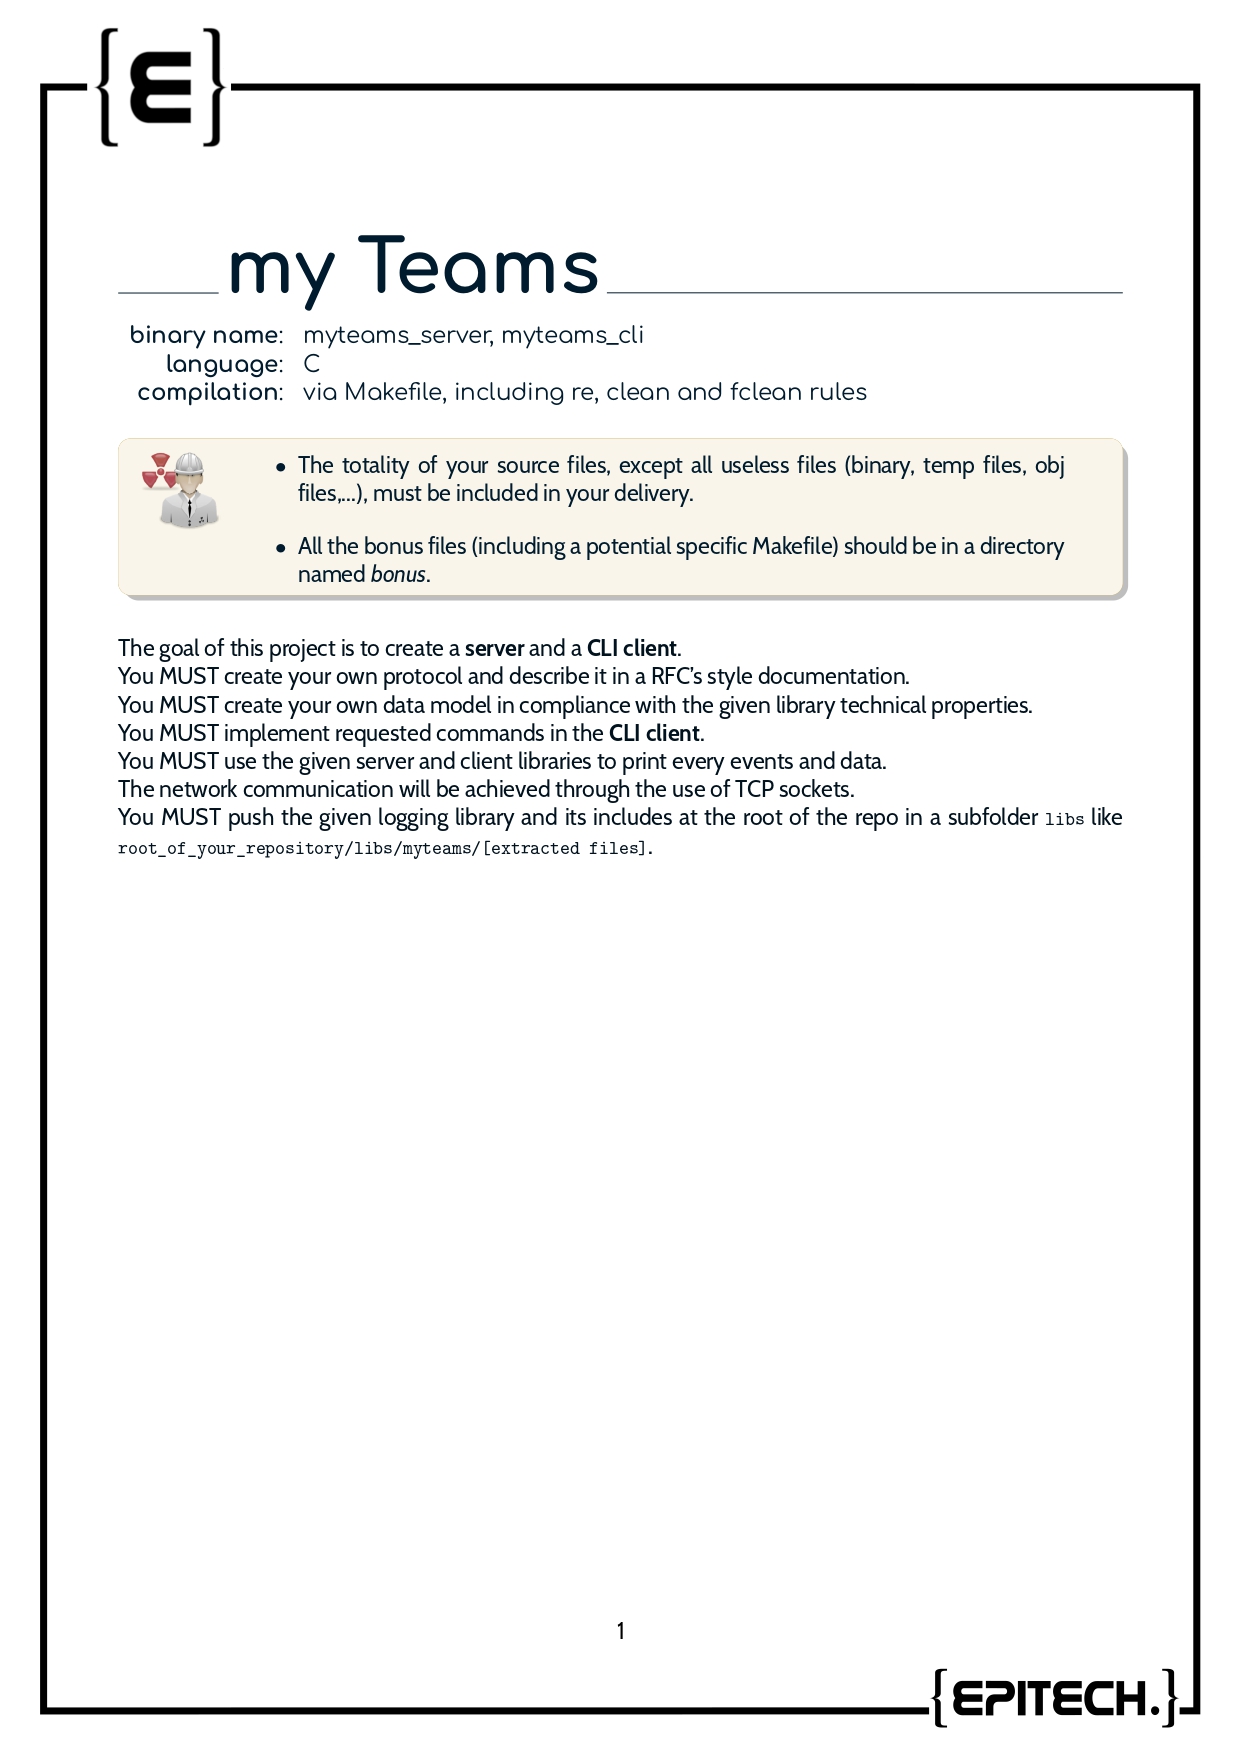 {E}
my Teams
binary name: myteams_server, myteams_cli
language: C
compilation: via Makefile, including re, clean and fclean rules
• The totality of your source files, except all useless files (binary, temp files, obj
files,...), must be included in your delivery.
• All the bonus files (including a potential specific Makefile) should be in a directory
named bonus.
The goal of this project is to create a server and a CLI client.
You MUST create your own protocol and describe it in a RFC’s style documentation.
You MUST create your own data model in compliance with the given library technical properties.
You MUST implement requested commands in the CLI client.
You MUST use the given server and client libraries to print every events and data.
The network communication will be achieved through the use of TCP sockets.
You MUST push the given logging library and its includes at the root of the repo in a subfolder libs like
root_of_your_repository/libs/myteams/[extracted files].
1
{EPITECH.}